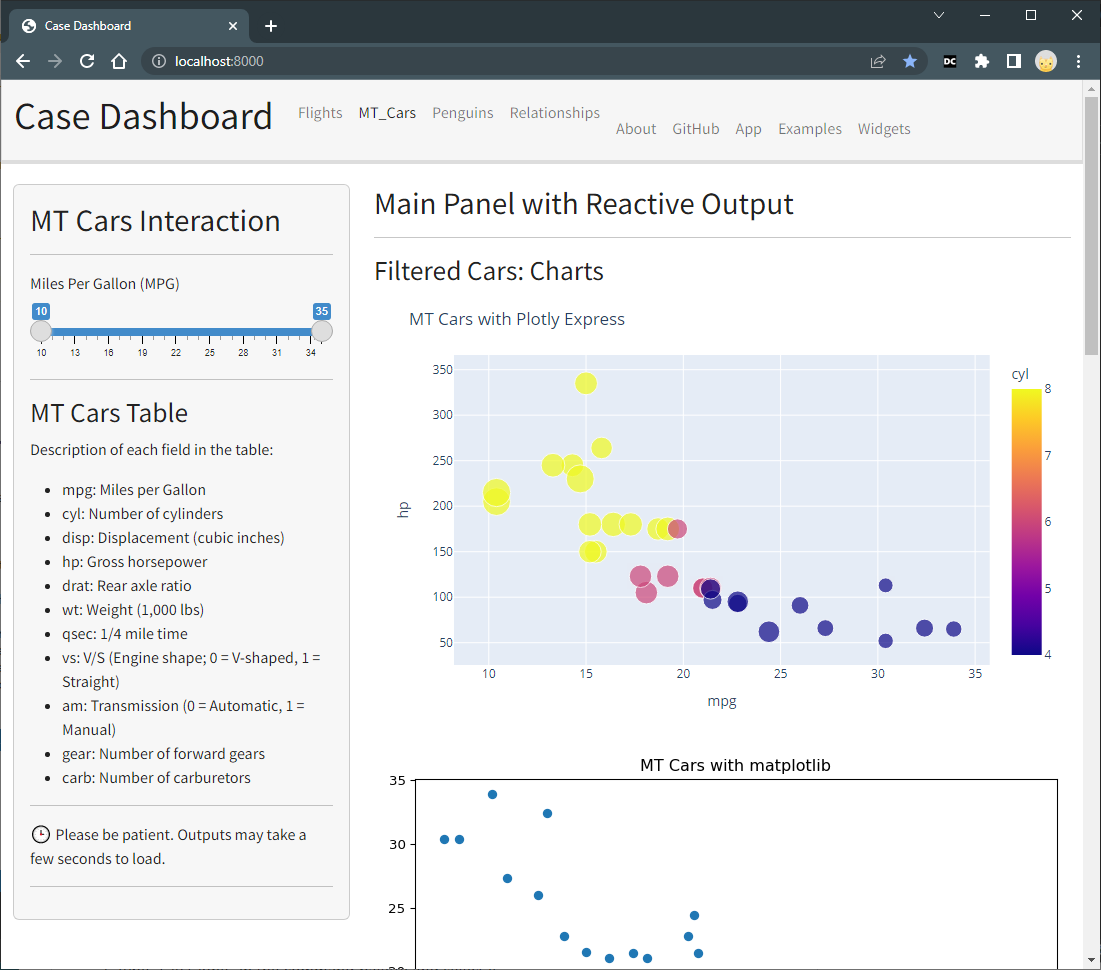 Case Dashboard
localhost:8000
DC
Case Dashboard
Flights MT_Cars Penguins Relationships
About GitHub App Examples Widgets
MT Cars Interaction
Miles Per Gallon (MPG)
10 35
10 13 16 19 22 25 28 31 34
MT Cars Table
Description of each field in the table:
mpg: Miles per Gallon
cyl: Number of cylinders
disp: Displacement (cubic inches)
hp: Gross horsepower
drat: Rear axle ratio
wt: Weight (1,000 lbs)
qsec: 1/4 mile time
vs: V/S (Engine shape; 0 = V-shaped, 1 =
Straight)
am: Transmission (0 = Automatic, 1 =
Manual)
gear: Number of forward gears
carb: Number of carburetors
Please be patient. Outputs may take a
few seconds to load.
Main Panel with Reactive Output
Filtered Cars: Charts
MT Cars with Plotly Express
350
300
250
200
150
100
50
hp
10 15 20 25 30 35
mpg
cyl
8
7
6
5
4
MT Cars with matplotlib
35
30
25
20